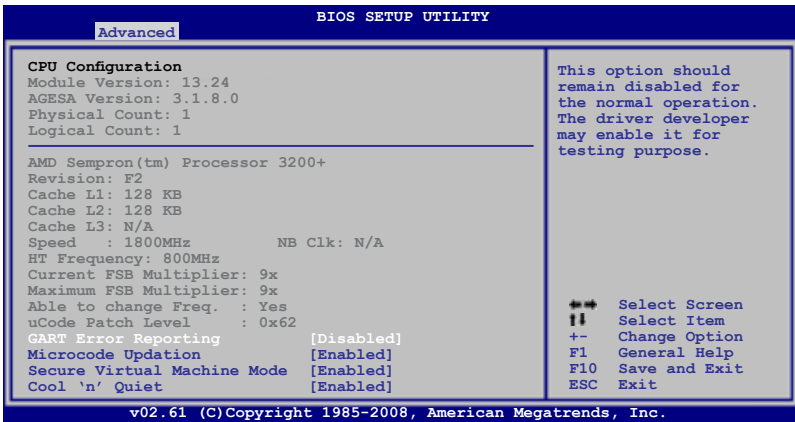 BIOS SETUP UTILITY
Advanced
CPU Configuration
Module Version: 13.24
AGESA Version: 3.1.8.0
Physical Count: 1
Logical Count: 1
AMD Sempron(tm) Processor 3200+
Revision: F2
Cache L1: 128 KB
Cache L2: 128 KB
Cache L3: N/A
Speed : 1800MHz NB Clk: N/A
HT Frequency: 800MHz
Current FSB Multiplier: 9x
Maximum FSB Multiplier: 9x
Able to change Freq. : Yes
uCode Patch Level : 0x62
GART Error Reporting [Disabled]
Microcode Updation [Enabled]
Secure Virtual Machine Mode [Enabled]
Cool ‘n’ Quiet [Enabled]
This option should
remain disabled for
the normal operation.
The driver developer
may enable it for
testing purpose.
←→ Select Screen
↑↓ Select Item
+- Change Option
F1 General Help
F10 Save and Exit
ESC Exit
v02.61 (C)Copyright 1985-2008, American Megatrends, Inc.